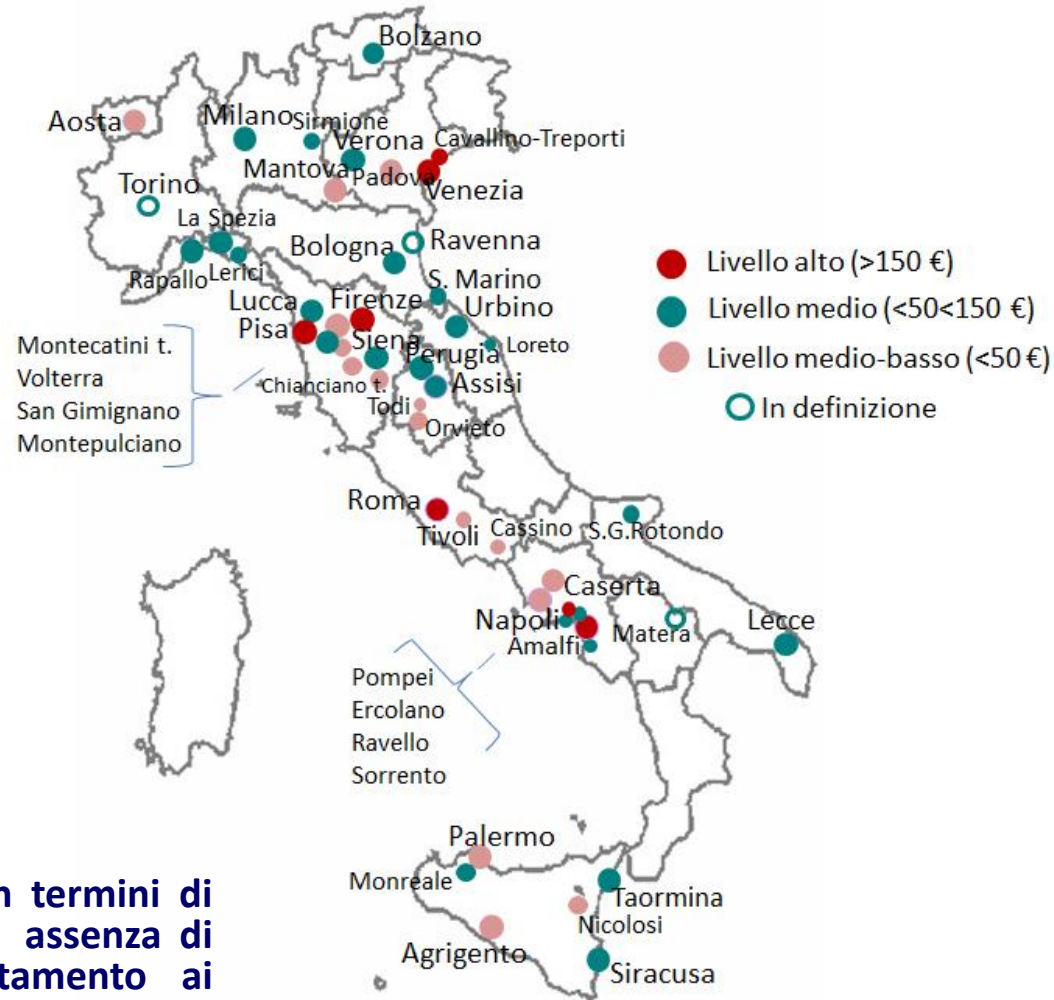 Bolzano
Aosta
Milano
Sirmione
Verona
Cavallino-Treporti
Mantova
Padova
Venezia
Torino
La Spezia
Bologna
Ravenna
Rapallo
Lerici
S. Marino
Lucca
Firenze
Urbino
Pisa
Siena
Perugia
Loreto
Chianciano t.
Assisi
Todi
Orvieto
Montecatini t.
Volterra
San Gimignano
Montepulciano
Livello alto (>150 €)
Livello medio (<50<150 €)
Livello medio-basso (<50 €)
In definizione
Roma
Tivoli
Cassino
S.G.Rotondo
Caserta
Napoli
Amalfi
Matera
Lecce
Pompei
Ercolano
Ravello
Sorrento
Palermo
Monreale
Taormina
Nicolosi
Agrigento
Siracusa
termini di
assenza di
ai